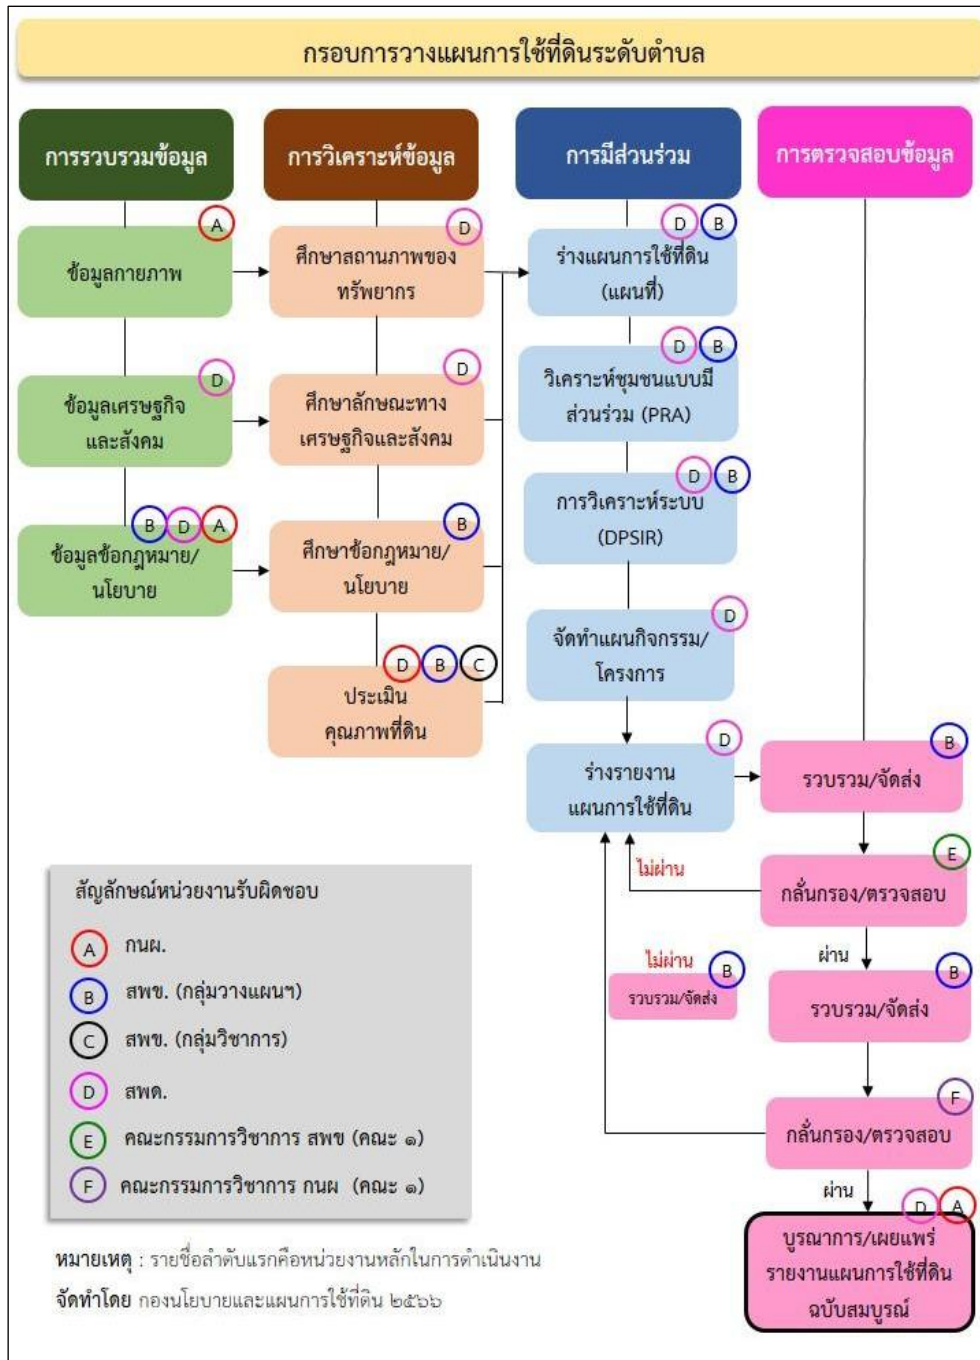 กรอบการวางแผนการใช้ที่ดินระดับตำบล
การรวบรวมข้อมูล
A
ข้อมูลกายภาพ
D
ข้อมูลเศรษฐกิจ
และสังคม
B D A
ข้อมูลข้อกฎหมาย/
นโยบาย
การวิเคราะห์ข้อมูล
D
ศึกษาสถานภาพของ
ทรัพยากร
D
ศึกษาลักษณะทาง
เศรษฐกิจและสังคม
B
ศึกษาข้อกฎหมาย/
นโยบาย
D B C
ประเมิน
คุณภาพที่ดิน
การมีส่วนร่วม
D B
ร่างแผนการใช้ที่ดิน
(แผนที่)
D B
วิเคราะห์ชุมชนแบบมี
ส่วนร่วม (PRA)
D B
การวิเคราะห์ระบบ
(DPSIR)
D
จัดทำแผนกิจกรรม/
โครงการ
D
ร่างรายงาน
แผนการใช้ที่ดิน
การตรวจสอบข้อมูล
B
รวบรวม/จัดส่ง
E
กลั่นกรอง/ตรวจสอบ
ไม่ผ่าน
ผ่าน
B
รวบรวม/จัดส่ง
ไม่ผ่าน
B
รวบรวม/จัดส่ง
F
กลั่นกรอง/ตรวจสอบ
ผ่าน
D A
บูรณาการ/เผยแพร่
รายงานแผนการใช้ที่ดิน
ฉบับสมบูรณ์
สัญลักษณ์หน่วยงานรับผิดชอบ
A กนผ.
B สพข. (กลุ่มวางแผนฯ)
C สพข. (กลุ่มวิชาการ)
D สพด.
E คณะกรรมการวิชาการ สพข (คณะ ๑)
F คณะกรรมการวิชาการ กนผ (คณะ ๑)
หมายเหตุ : รายชื่อลำดับแรกคือหน่วยงานหลักในการดำเนินงาน
จัดทำโดย กองนโยบายและแผนการใช้ที่ดิน ๒๕๖๖